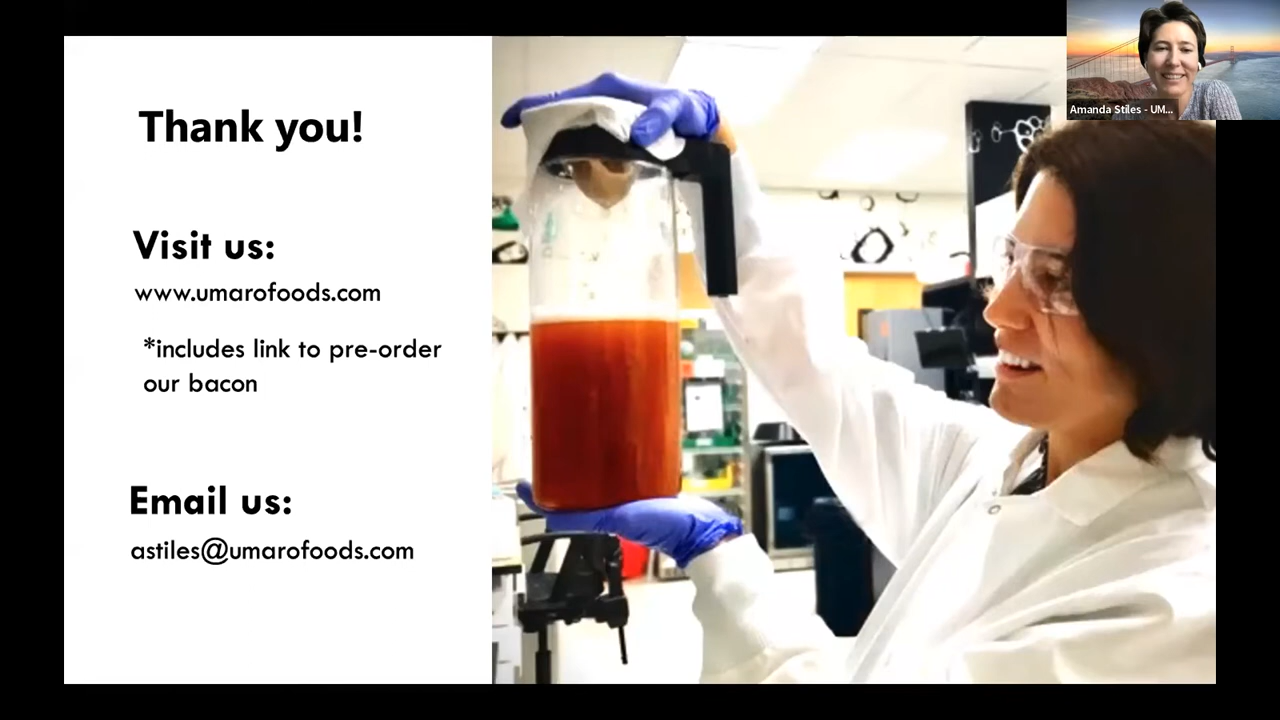 Thank you!
Visit us:
www.umarofoods.com
*includes link to pre-order
our bacon
Email us:
astiles@umarofoods.com
Amanda Stiles - UM...